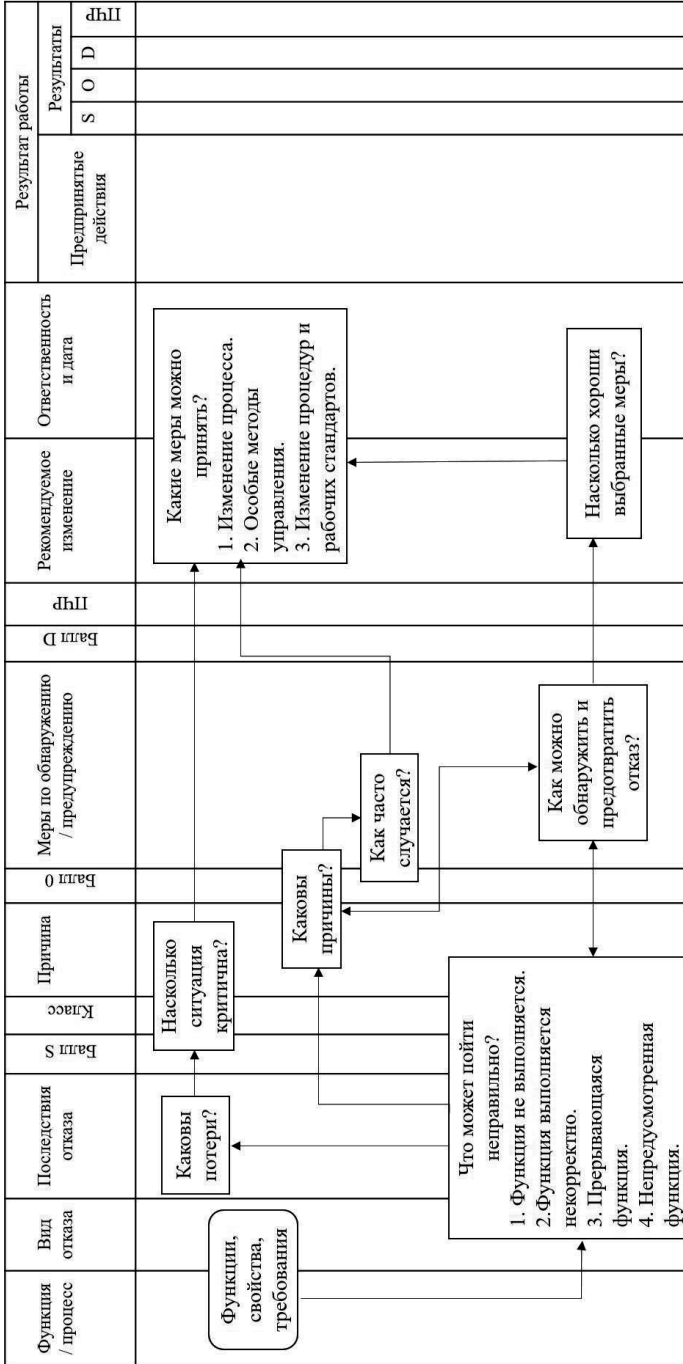 Функция
/ процесс
Вид
отказа
Последствия
отказа
Балл S
Класс
Причина
Балл 0
Меры по обнаружению
/ предупреждению
Балл D
ПЧР
Рекомендуемое
изменение
Ответственность
и дата
Результат работы
Предпринятые
действия
Результаты
S
O
D
ПЧР
Функции,
свойства,
требования
Каковы
потери?
Насколько
ситуация
критична?
Какие меры можно
принять?
1. Изменение процесса.
2. Особые методы
управления.
3. Изменение процедур и
рабочих стандартов.
Каковы
причины?
Как часто
случается?
Что может пойти
неправильно?
1. Функция не выполняется.
2.Функция выполняется
некорректно.
3. Прерывающаяся
функция.
4. Непредусмотренная
функция.
Как можно
обнаружить и
предотвратить
отказ?
Насколько хороши
выбранные меры?